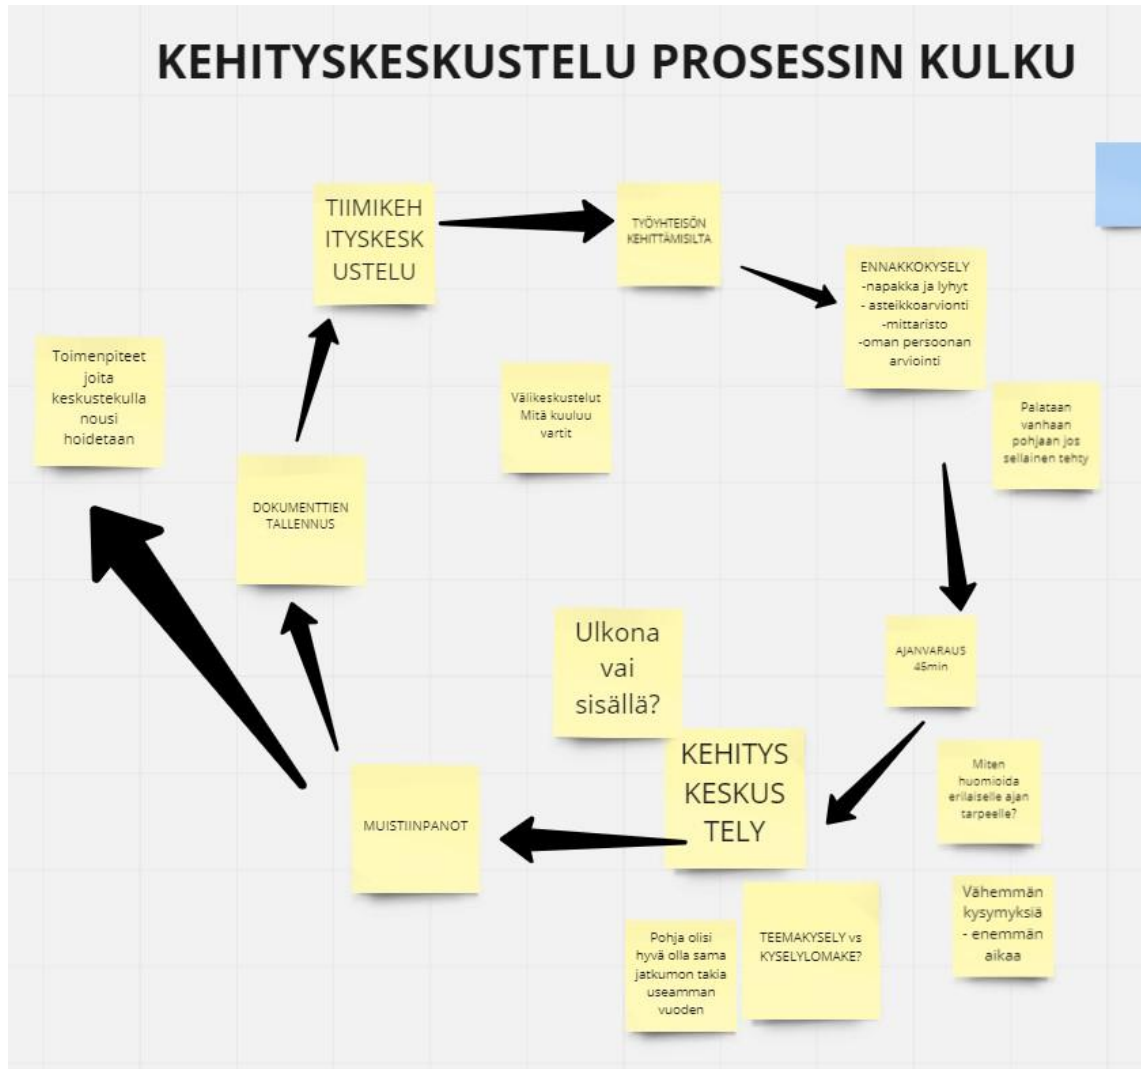 KEHITYSKESKUSTELU PROSESSIN KULKU
TIIMIKEH
ITYSKESK
USTELU
TYÖYHTEISÖN
KEHITTÄMISILTA
ENNAKKOKYSELY
-napakka ja lyhyt
- asteikkoarvionti
-mittaristo
-oman persoonan
arviointi
Toimenpiteet
joita
keskustekulla
nousi
hoidetaan
Välikeskustelut
Mitä kuuluu
vartit
Palataan
vanhaan
pohjaan jos
sellainen tehty
DOKUMENTTIEN
TALLENNUS
Ulkona
vai
sisällä?
AJANVARAUS
45min
KEHITYS
KESKUS
TELY
Miten
huomioida
erilaiselle ajan
tarpeelle?
MUISTIINPANOT
Vähemmän
kysymyksiä
- enemmän
aikaa
TEEMAKYSELY vs
KYSELYLOMAKE?
Pohja olisi
hyvä olla sama
jatkumon takia
useamman
vuoden